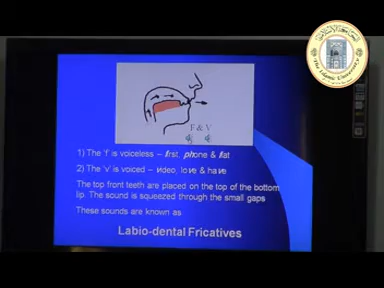 The Islamic University
F & V
1) The 'f' is voiceless – first, phone & flat
2) The 'v' is voiced – video, love & have
The top front teeth are placed on the top of the bottom
lip. The sound is squeezed through the small gaps
These sounds are known as
Labio-dental Fricatives